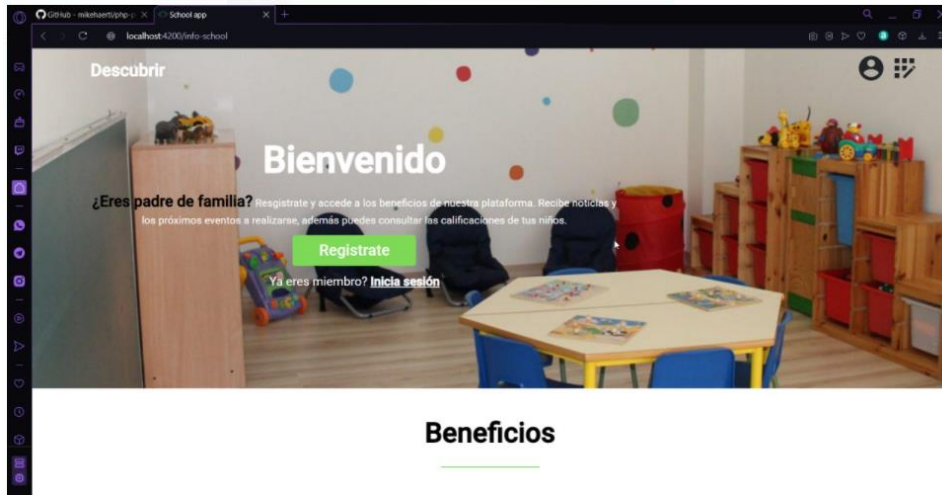 GitHub - mikehaerti/php-p
School app
localhost:4200/info-school
Descubrir
Bienvenido
¿Eres padre de familia? Resgistrate y accede a los beneficios de nuestra plataforma. Recibe noticias y
los próximos eventos a realizarse, además puedes consultar las calificaciones de tus niños.
Registrate
Ya eres miembro? Inicia sesión
Beneficios